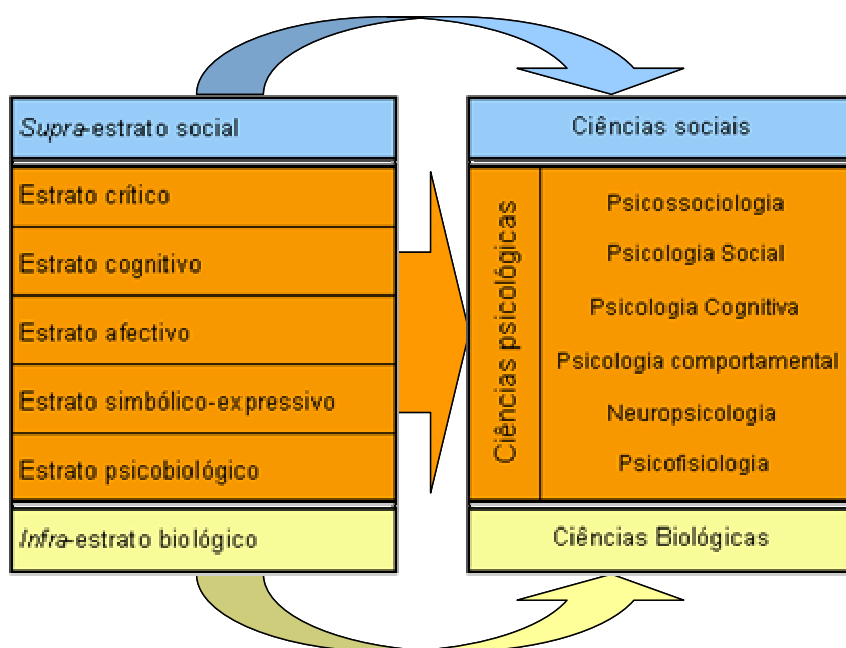 Supra-estrato social
Estrato crítico
Estrato cognitivo
Estrato afectivo
Estrato simbólico-expressivo
Estrato psicobiológico
Infra-estrato biológico
Ciências sociais
Ciências psicológicas
Psicossociologia
Psicologia Social
Psicologia Cognitiva
Psicologia comportamental
Neuropsicologia
Psicofisiologia
Ciências Biológicas